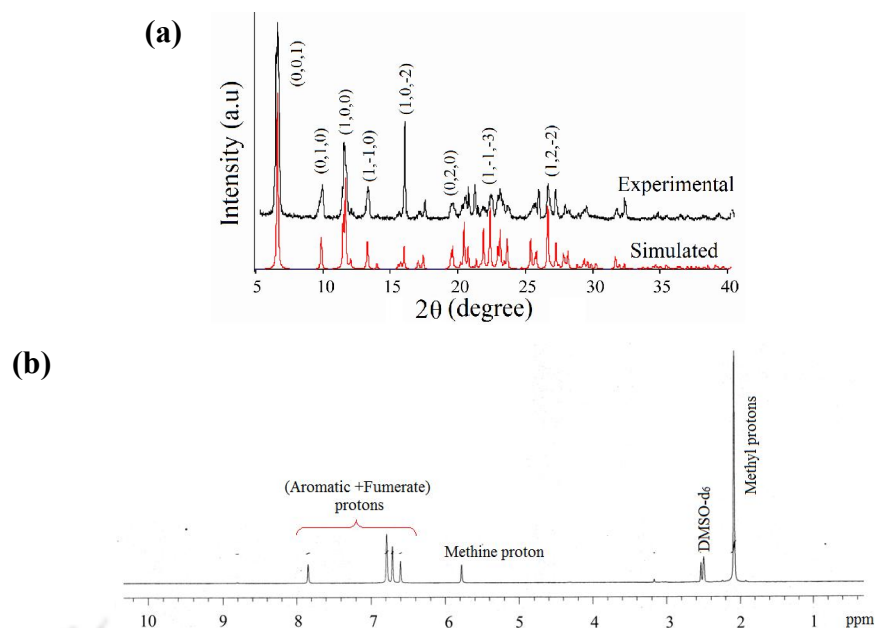 (a)
Intensity (a.u)
(0,0,1)
(0,1,0)
(1,0,0)
(1,-1,0)
(1,0,-2)
(0,2,0)
(1,-1,-3)
(1,2,-2)
Experimental
Simulated
5 10 15 20 25 30 35 40
2θ (degree)
(b)
(Aromatic +Fumerate)
protons
Methine proton
DMSO-d6
Methyl protons
10 9 8 7 6 5 4 3 2 1 ppm